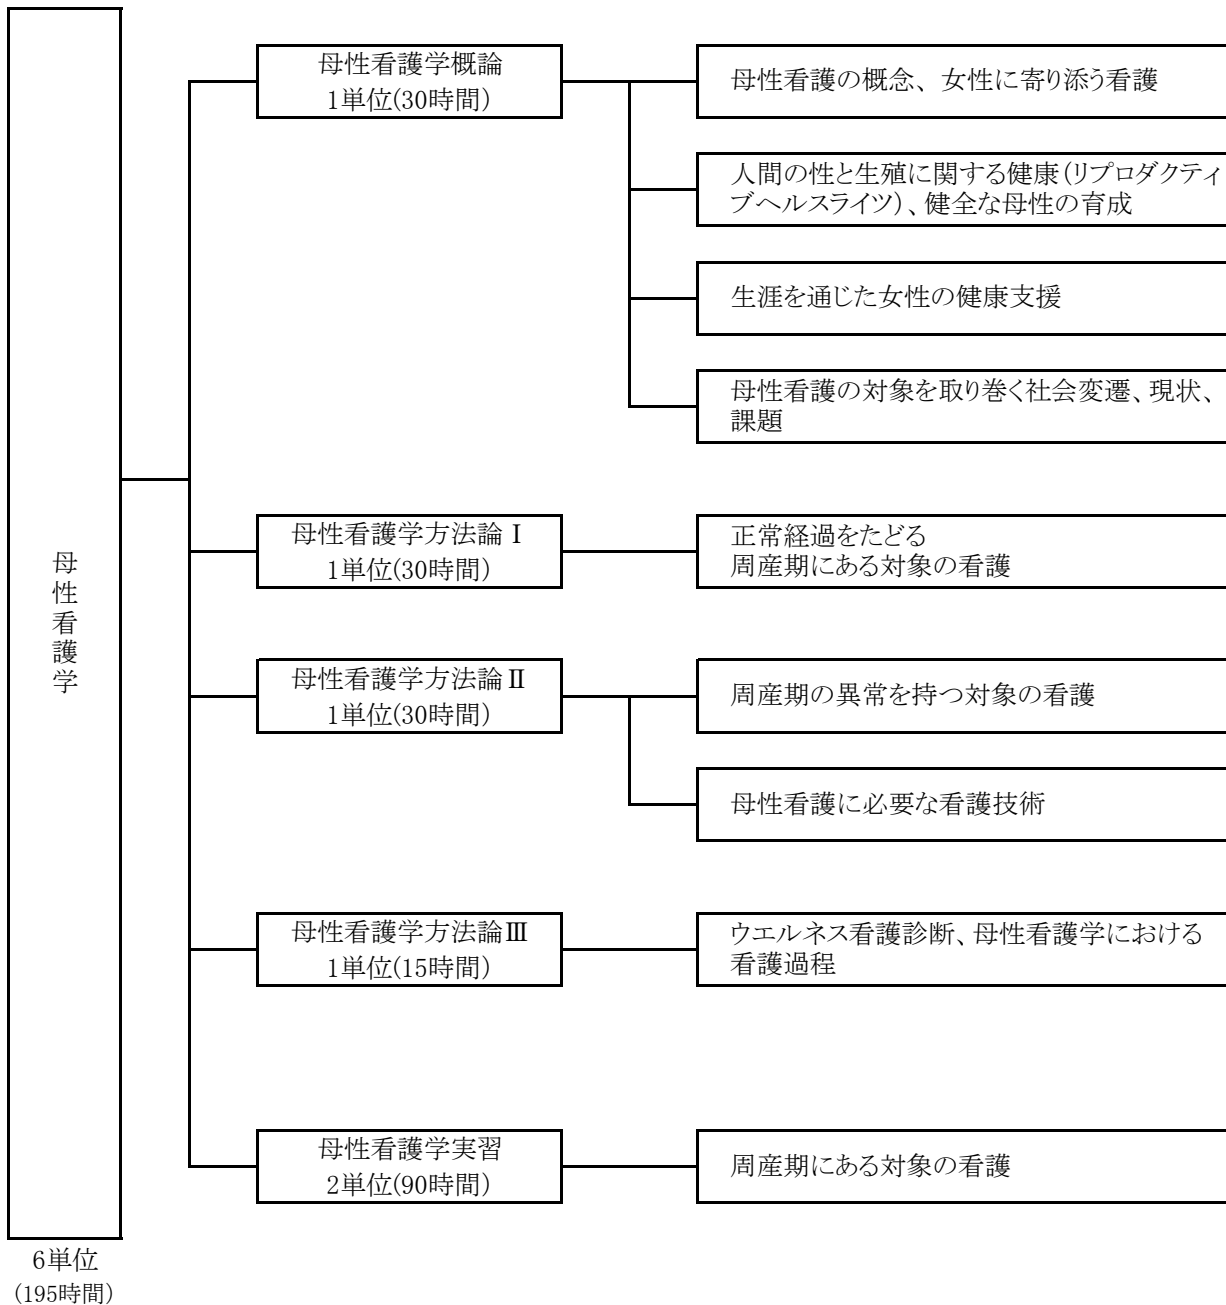 母性看護学
6単位
(195時間)
母性看護学概論
1単位(30時間)
母性看護の概念、女性に寄り添う看護
人間の性と生殖に関する健康(リプロダクティ
ブヘルスライツ)、健全な母性の育成
生涯を通じた女性の健康支援
母性看護の対象を取り巻く社会変遷、現状、
課題
母性看護学方法論Ⅰ
1単位(30時間)
正常経過をたどる
周産期にある対象の看護
母性看護学方法論Ⅱ
1単位(30時間)
周産期の異常を持つ対象の看護
母性看護に必要な看護技術
母性看護学方法論Ⅲ
1単位(15時間)
ウエルネス看護診断、母性看護学における
看護過程
母性看護学実習
2単位(90時間)
周産期にある対象の看護